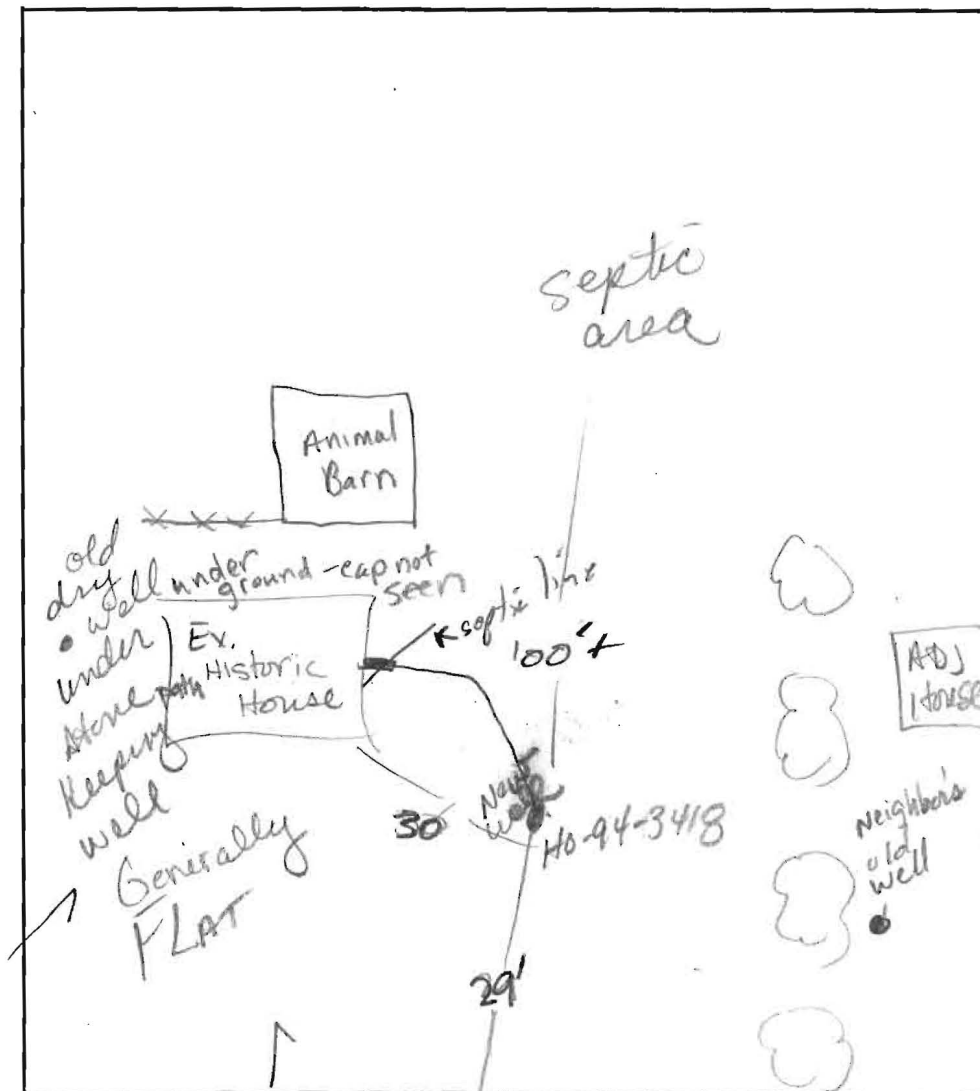 septic
area
Animal
Barn
old
dry
well under
ground - cap not
seen
under
stone path
Keeping
well
Ex.
Historic
House
septic line
100'+
ADJ
House
New
30
HO-94-3418
Neighbor's
old
well
Generally
FLAT
29'